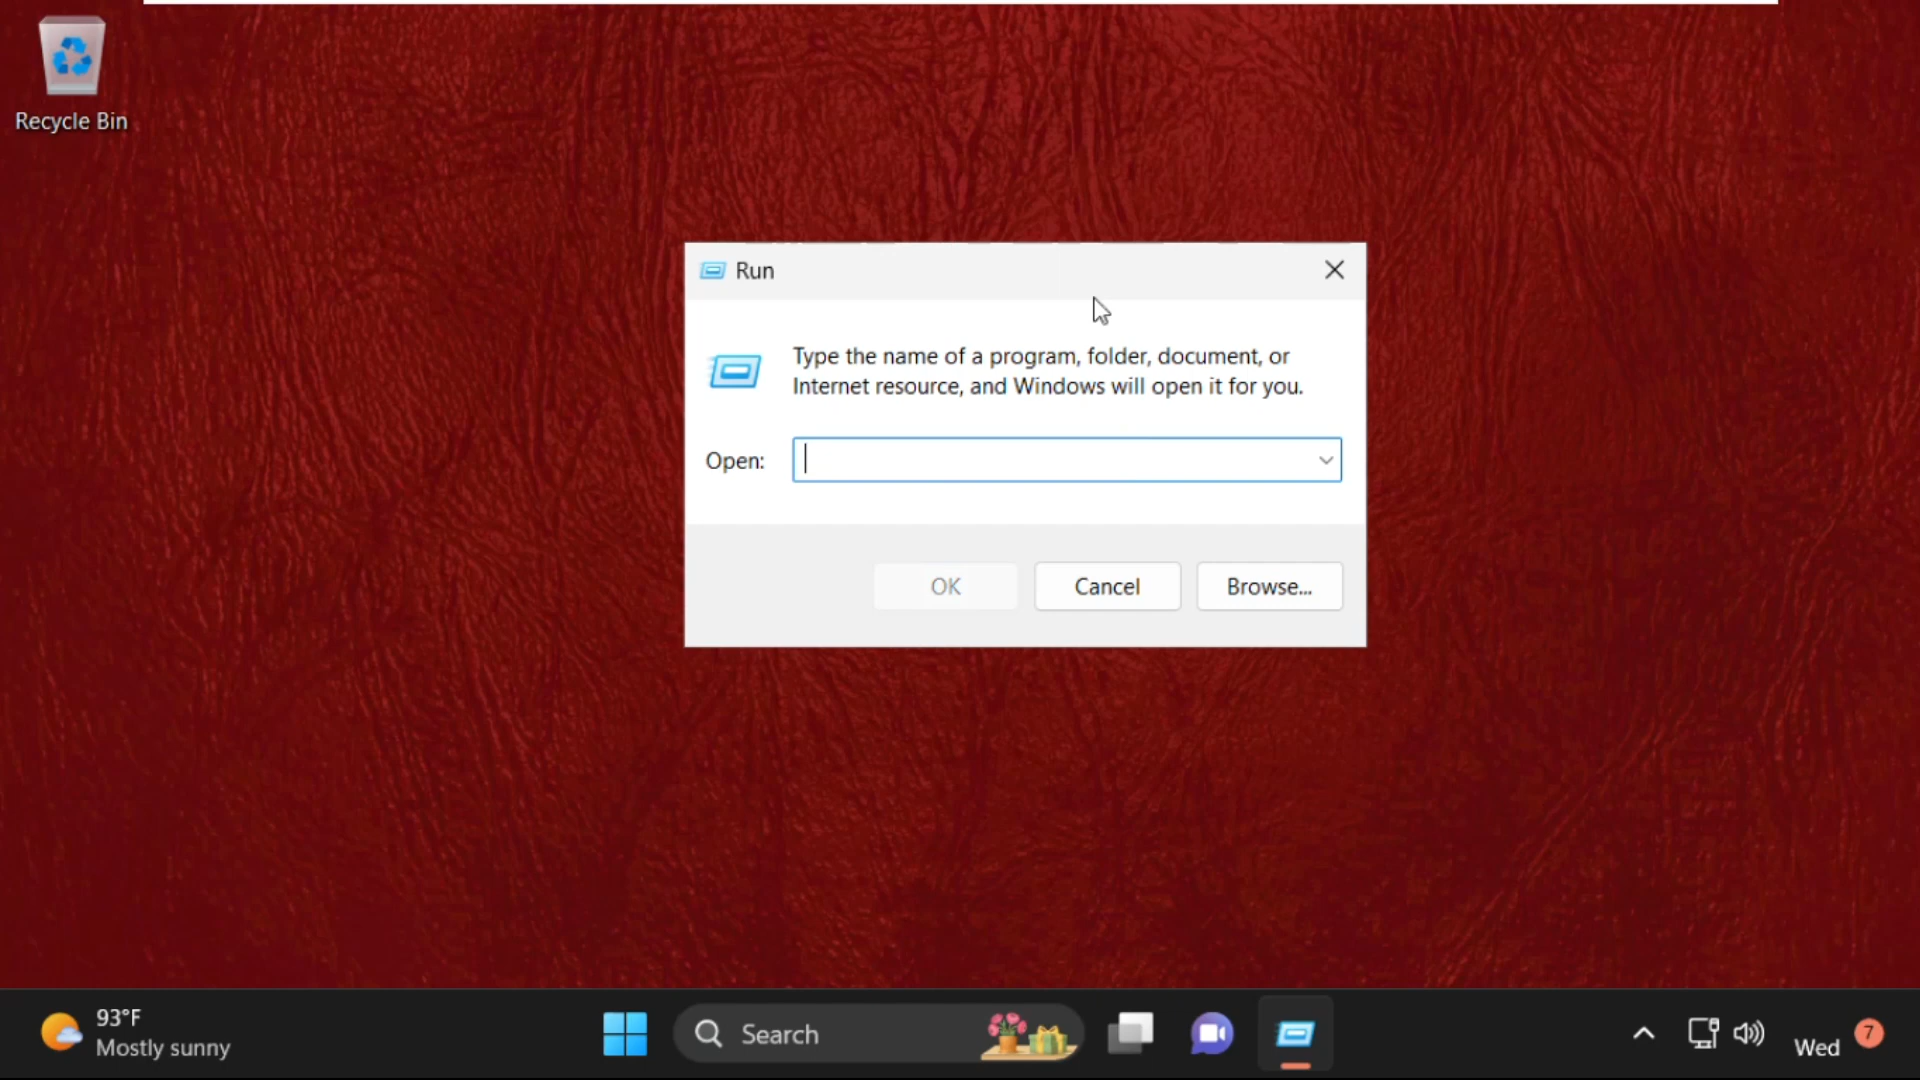 Recycle Bin
Run
Type the name of a program, folder, document, or
Internet resource, and Windows will open it for you.
Open:
OK
Cancel
Browse...
93°F
Mostly sunny
Search
Wed
7